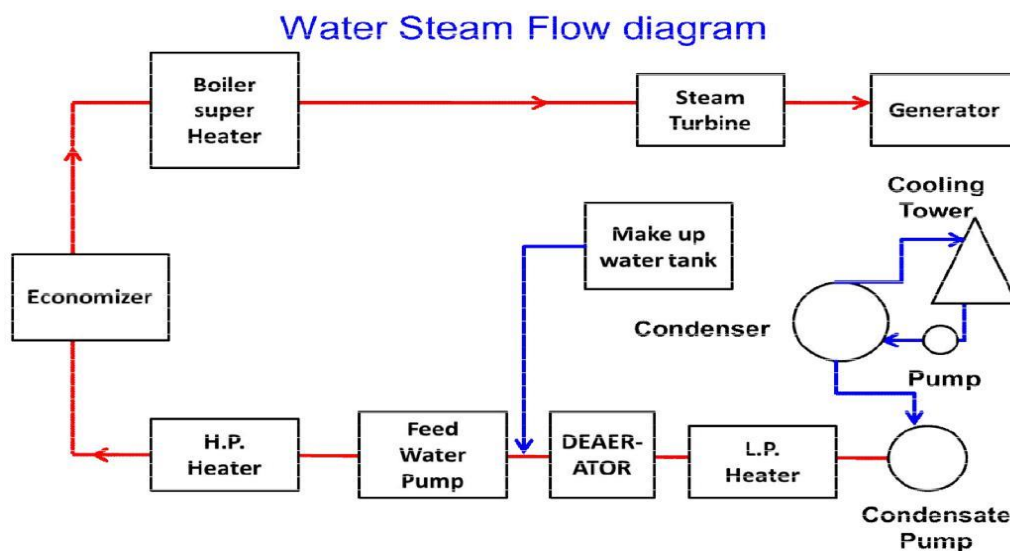 Water Steam Flow diagram
Boiler
super
Heater
Steam
Turbine
Generator
Cooling
Tower
Make up
water tank
Economizer
Condenser
Pump
H.P.
Heater
Feed
Water
Pump
DEAER-
ATOR
L.P.
Heater
Condensate
Pump